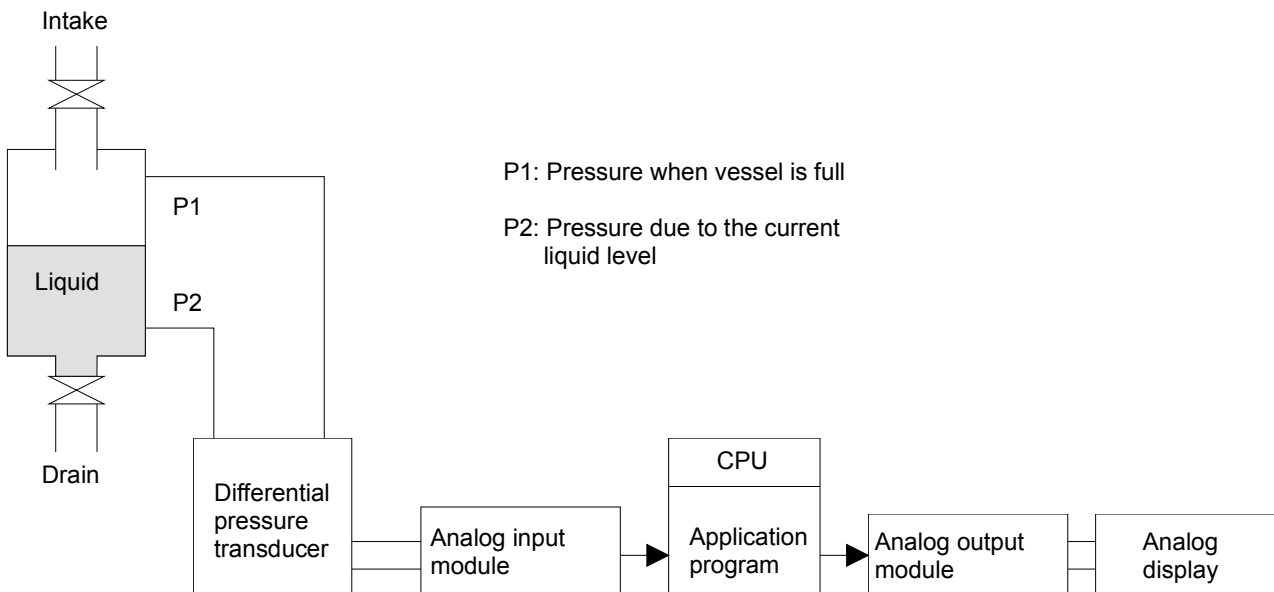 Intake
P1: Pressure when vessel is full
P1
P2: Pressure due to the current
liquid level
Liquid
P2
Drain
Differential
pressure
transducer
Analog input
module
CPU
Application
program
Analog output
module
Analog
display